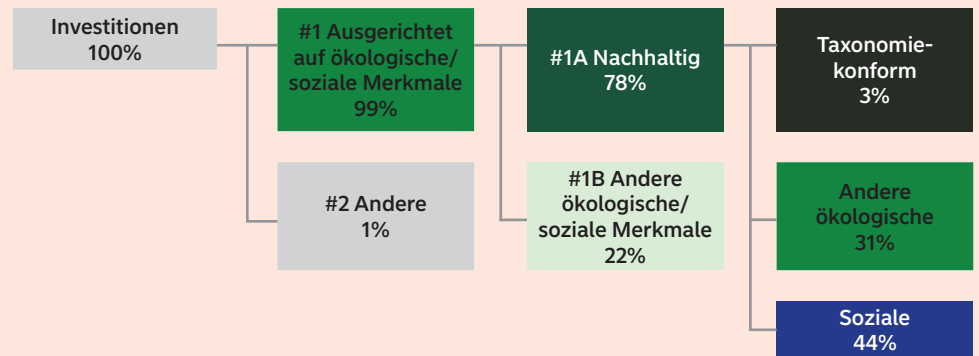 Investitionen
100%
#1 Ausgerichtet
auf ökologische/
soziale Merkmale
99%
#2 Andere
1%
#1A Nachhaltig
78%
#1B Andere
ökologische/
soziale Merkmale
22%
Taxonomie-
konform
3%
Andere
ökologische
31%
Soziale
44%